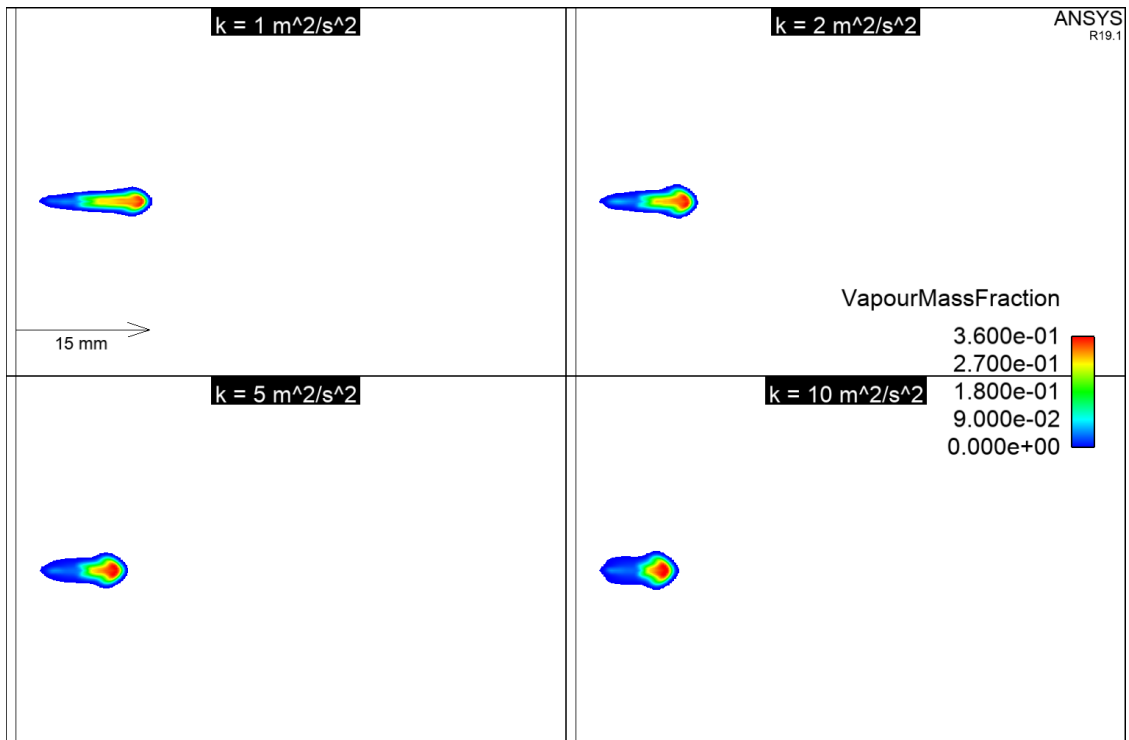 k = 1 m^2/s^2
k = 2 m^2/s^2
ANSYS
R19.1
15 mm
VapourMassFraction
3.600e-01
2.700e-01
1.800e-01
9.000e-02
0.000e+00
k = 5 m^2/s^2
k = 10 m^2/s^2